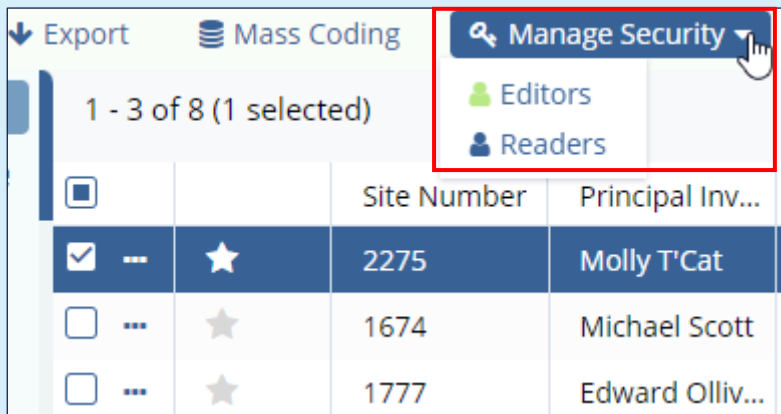 Export Mass Coding Manage Security
Editors
1 - 3 of 8 (1 selected)
Readers
Site Number Principal Inv...
2275 Molly T'Cat
1674 Michael Scott
1777 Edward Olliv...